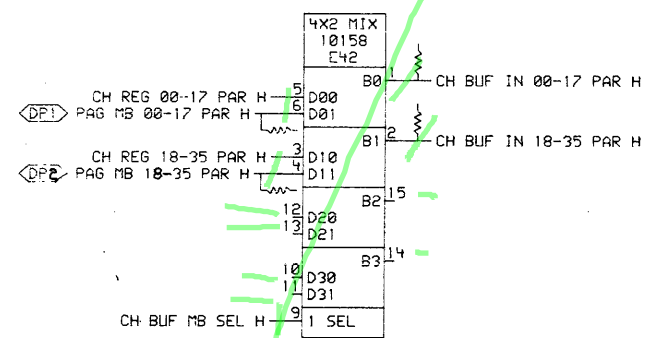 4X2 MIX
10158
E42
B0 1 CH BUF IN 00-17 PAR H
CH REG 00-17 PAR H 5 D00
DP1 PAG MB 00-17 PAR H 6 D01
B1 2 CH BUF IN 18-35 PAR H
CH REG 18-35 PAR H 3 D10
DP2 PAG MB 18-35 PAR H 4 D11
B2 15
12 D20
13 D21
B3 14
10 D30
11 D31
CH BUF MB SEL H 9 1 SEL